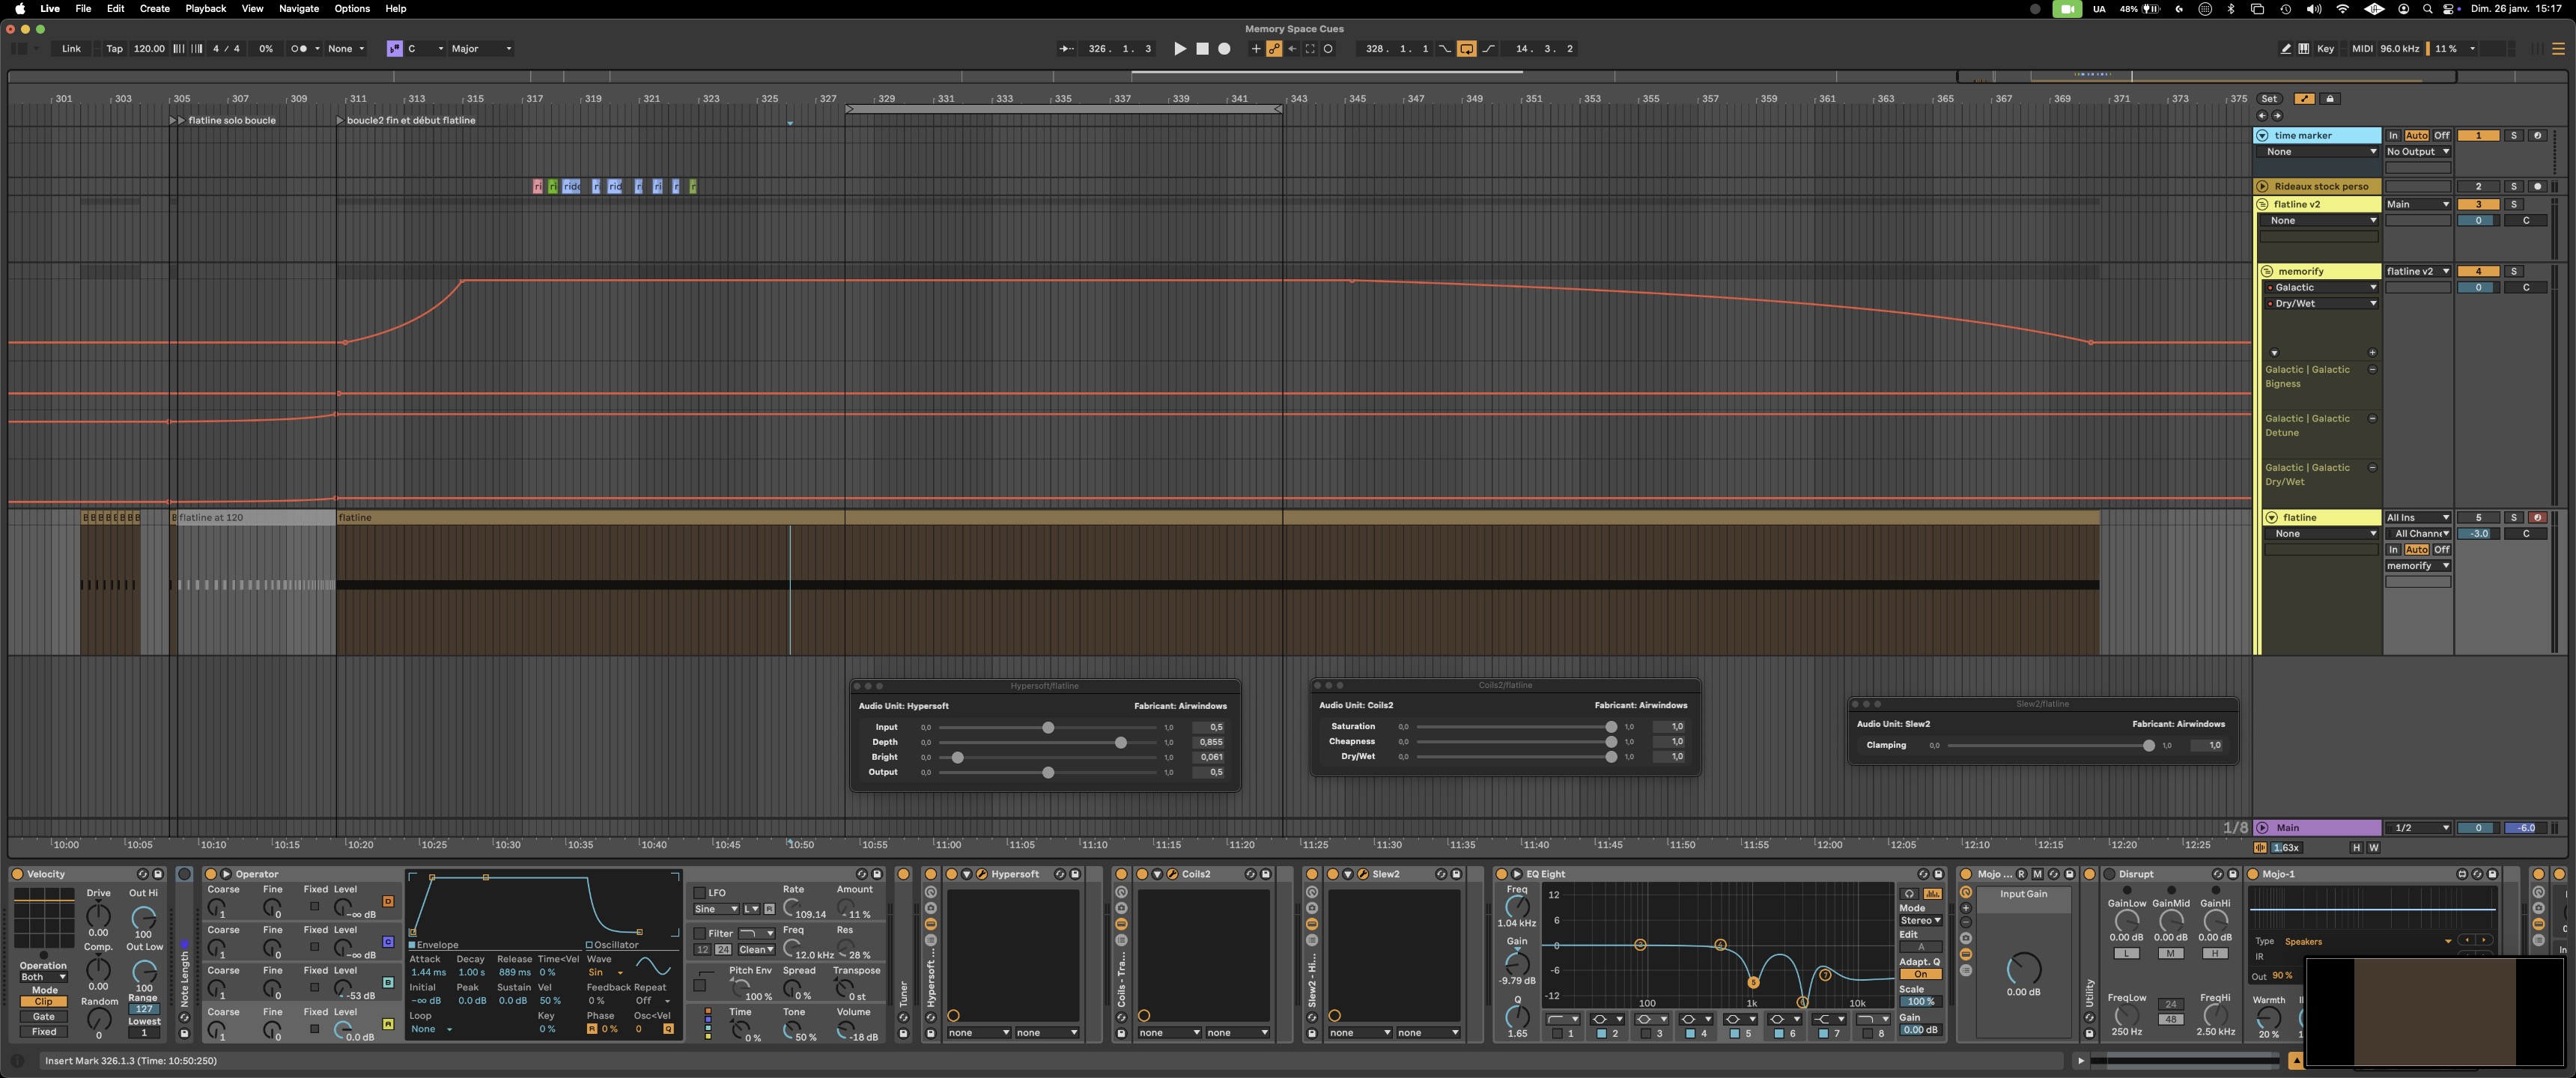 Live File Edit Create Playback View Navigate Options Help UA 48% Dim. 26 janv. 15:17
Memory Space Cues
Link Tap 120.00 4 / 4 0% None C Major 326. 1. 3 328. 1. 1 14. 3. 2 Key MIDI 96.0 kHz 11 %
301 303 305 307 309 311 313 315 317 319 321 323 325 327 329 331 333 335 337 339 341 343 345 347 349 351 353 355 357 359 361 363 365 367 369 371 373 375 Set
flatline solo boucle boucle2 fin et début flatline
time marker In Auto Off 1 S
None No Output
ri ri ride r rid r ri r r Rideaux stock perso 2 S
flatline v2 Main 3 S
None 0 C
memorify flatline v2 4 S
Galactic 0 C
Dry/Wet
Galactic | Galactic
Bigness
Galactic | Galactic
Detune
Galactic | Galactic
Dry/Wet
B B B B B B B B B flatline at 120 flatline flatline All Ins 5 S
None All Channe -3.0 C
In Auto Off
memorify
Hypersoft/flatline
Audio Unit: Hypersoft Fabricant: Airwindows
Input 0,0 1,0 0,5
Depth 0,0 1,0 0,855
Bright 0,0 1,0 0,061
Output 0,0 1,0 0,5
Coils2/flatline
Audio Unit: Coils2 Fabricant: Airwindows
Saturation 0,0 1,0 1,0
Cheapness 0,0 1,0 1,0
Dry/Wet 0,0 1,0 1,0
Slew2/flatline
Audio Unit: Slew2 Fabricant: Airwindows
Clamping 0,0 1,0 1,0
1/8 Main 1/2 0 -6.0
10:00 10:05 10:10 10:15 10:20 10:25 10:30 10:35 10:40 10:45 10:50 10:55 11:00 11:05 11:10 11:15 11:20 11:25 11:30 11:35 11:40 11:45 11:50 11:55 12:00 12:05 12:10 12:15 12:20 12:25 1.63x H W
Velocity
Drive Out Hi
0.00 100
Comp. Out Low
Operation
Both 0.00 100
Mode Random Range
Clip 127
Gate Lowest
Fixed 0 1
Note Length
Operator
Coarse Fine Fixed Level
1 0 -∞ dB D
Coarse Fine Fixed Level
1 0 -∞ dB C
Coarse Fine Fixed Level
1 0 -53 dB B
Coarse Fine Fixed Level
1 0 0.0 dB A
Envelope Oscillator
Attack Decay Release Time<Vel Wave
1.44 ms 1.00 s 889 ms 0 % Sin
Initial Peak Sustain Vel Feedback Repeat
-∞ dB 0.0 dB 0.0 dB 50 % 0 % Off
Loop Key Phase Osc<Vel
None 0 % R 0 % 0 Q
LFO Rate Amount
Sine L R 109.14 11 %
Filter Freq Res
12 24 Clean 12.0 kHz 28 %
Pitch Env Spread Transpose
100 % 0 % 0 st
Time Tone Volume
0 % 50 % -18 dB
Tuner
Hypersoft ...
Hypersoft
none none
Coils - Tra...
Coils2
none none
Slew2 - Hi...
Slew2
none none
EQ Eight
Freq
1.04 kHz
Gain
-9.79 dB
Q
1.65
12
6
0
-6
-12
100 1k 10k
1 2 3 4 5 6 7 8
Mode
Stereo
Edit
A
Adapt. Q
On
Scale
100 %
Gain
0.00 dB
Mojo ... R M
Input Gain
0.00 dB
Utility
Disrupt
GainLow GainMid GainHi
0.00 dB 0.00 dB 0.00 dB
L M H
FreqLow 24 FreqHi
48
250 Hz 2.50 kHz
Mojo-1
Type Speakers
IR
Out 90 %
Warmth
20 %
Insert Mark 326.1.3 (Time: 10:50:250)